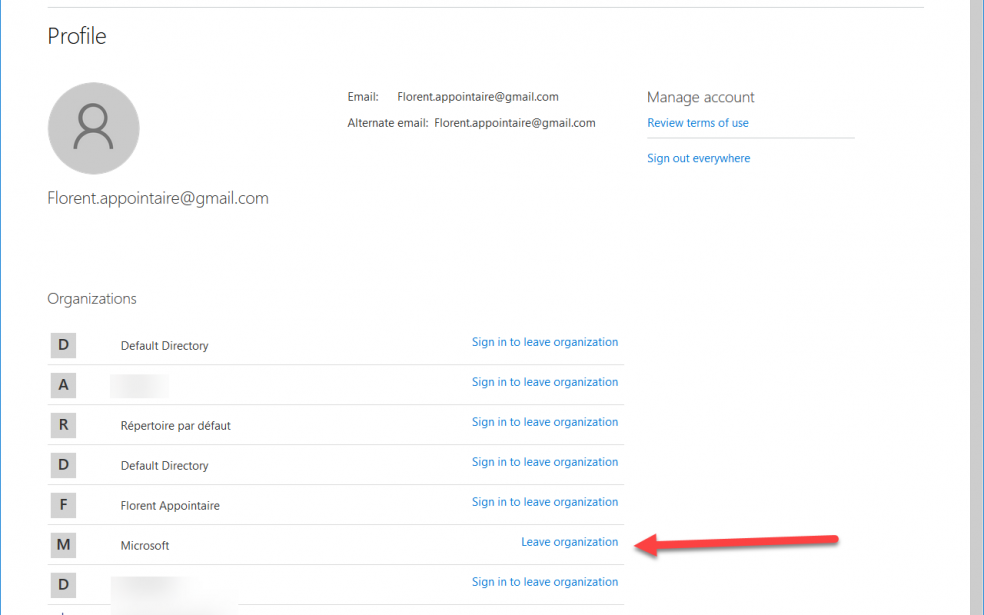 Profile
Email: Florent.appointaire@gmail.com
Alternate email: Florent.appointaire@gmail.com
Manage account
Review terms of use
Sign out everywhere
Florent.appointaire@gmail.com
Organizations
D Default Directory Sign in to leave organization
A Sign in to leave organization
R Répertoire par défaut Sign in to leave organization
D Default Directory Sign in to leave organization
F Florent Appointaire Sign in to leave organization
M Microsoft Leave organization
D Sign in to leave organization